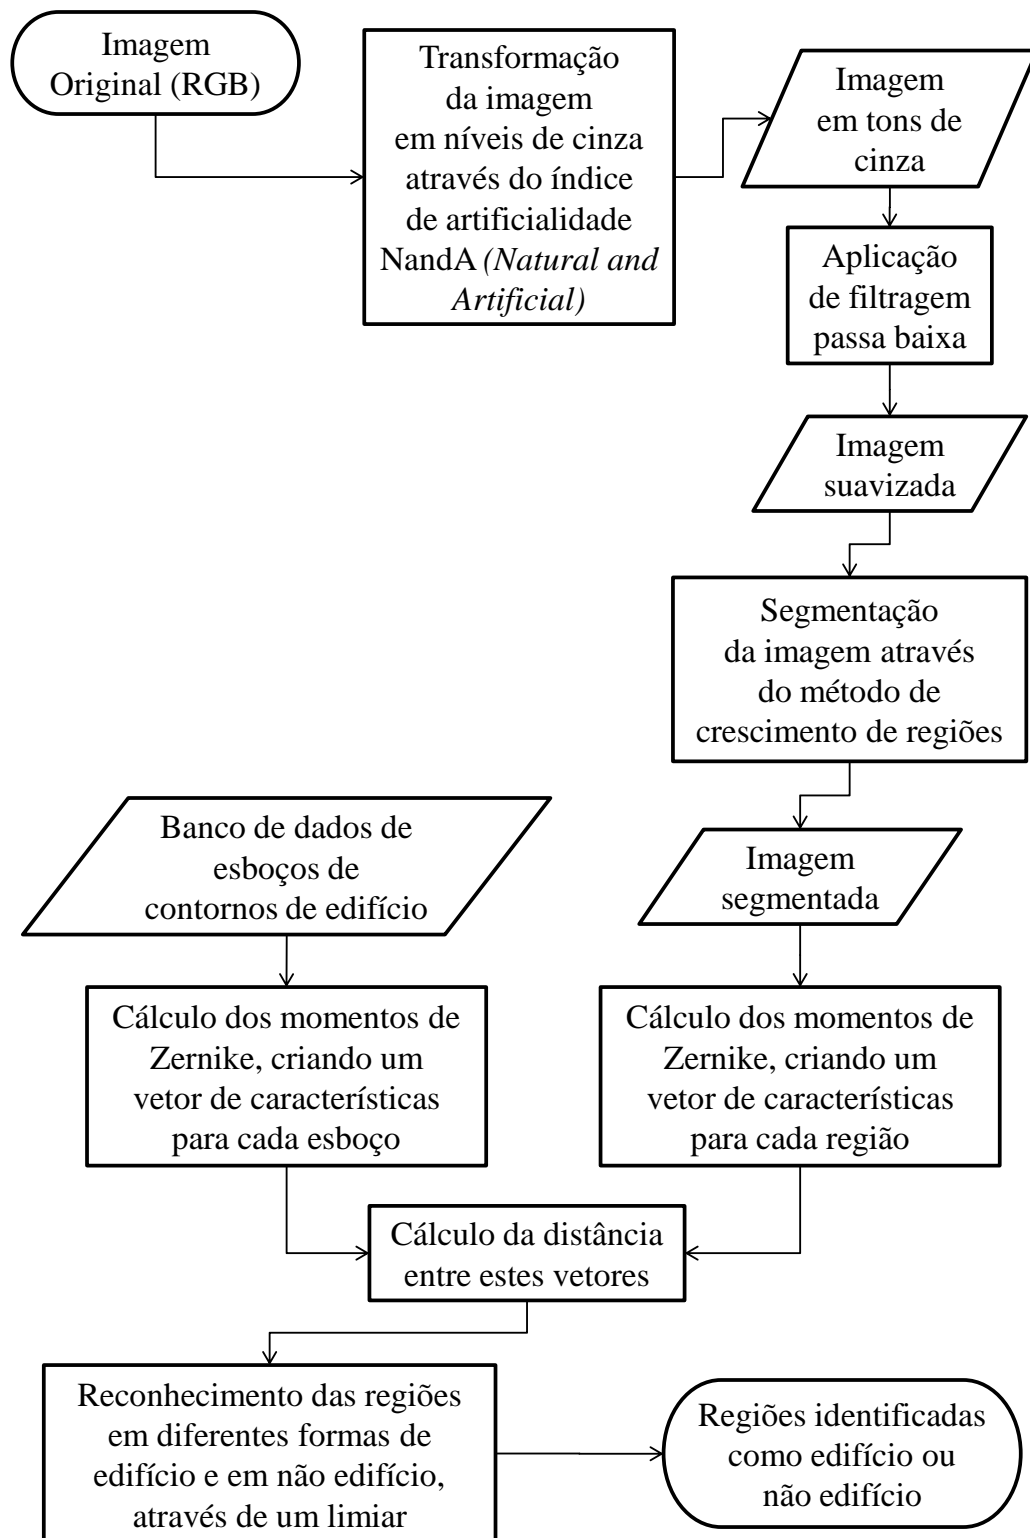 Imagem
Original (RGB)
Transformação
da imagem
em níveis de cinza
através do índice
de artificialidade
NandA (Natural and
Artificial)
Imagem
em tons de
cinza
Aplicação
de filtragem
passa baixa
Imagem
suavizada
Segmentação
da imagem através
do método de
crescimento de regiões
Imagem
segmentada
Banco de dados de
esboços de
contornos de edifício
Cálculo dos momentos de
Zernike, criando um
vetor de características
para cada esboço
Cálculo dos momentos de
Zernike, criando um
vetor de características
para cada região
Cálculo da distância
entre estes vetores
Reconhecimento das regiões
em diferentes formas de
edifício e em não edifício,
através de um limiar
Regiões identificadas
como edifício ou
não edifício